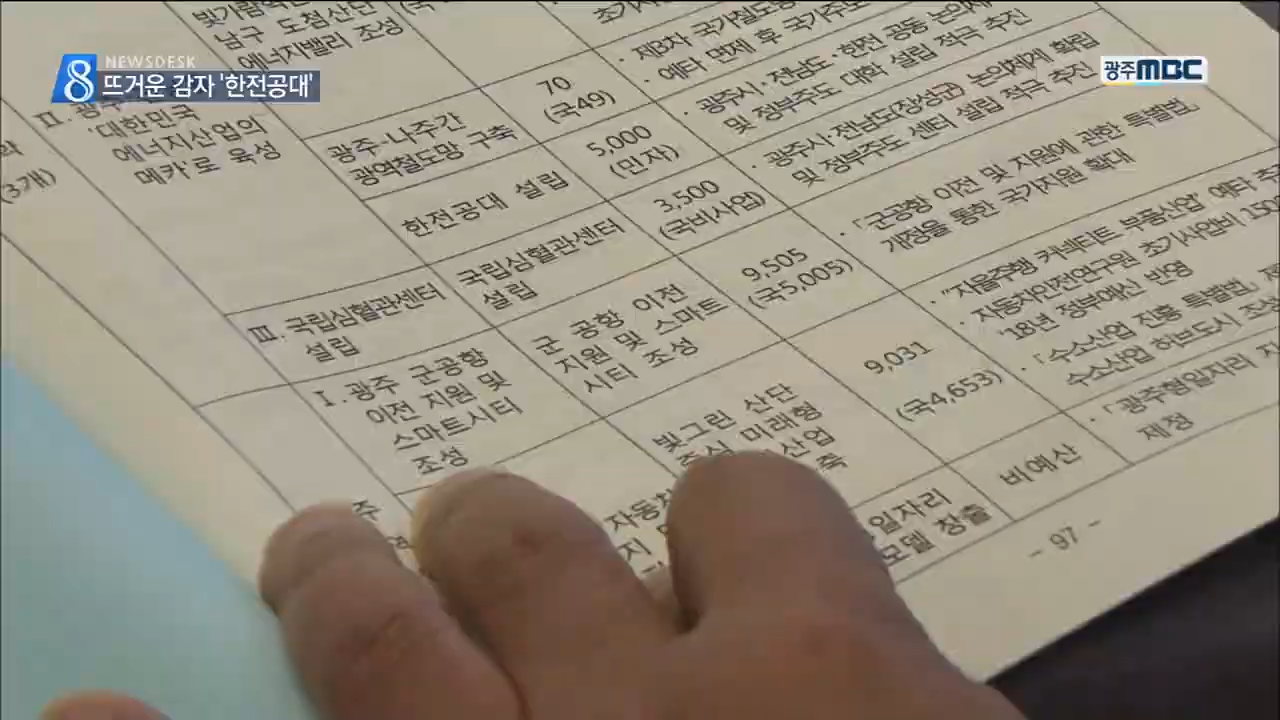 NEWSDESK
8 뜨거운 감자 '한전공대'
광주MBC
남구 도첨산단
에너지밸리 조성
'대한민국
에너지산업의
메카'로 육성
(3개)
광주-나주간
광역철도망 구축
70
(국49)
· 제3차 국가철도망
· 예타 면제 후 국가주도
한전공대 설립
5,000
(민자)
· 광주시·전남도·한전 공동 논의체계
및 정부주도 대학 설립 적극 추진
Ⅲ. 국립심혈관센터
설립
국립심혈관센터
설립
3,500
(국비사업)
· 광주시·전남도(장성군) 논의체계 확립
및 정부주도 센터 설립 적극 추진
Ⅰ. 광주 군공항
이전 지원 및
스마트시티
조성
군 공항 이전
지원 및 스마트
시티 조성
9,505
(국5,005)
· 「군공항 이전 및 지원에 관한 특별법」
개정을 통한 국가지원 확대
빛그린 산단
중심 미래형
9,031
(국4,653)
· "자율주행 커넥티드 부품산업" 예타
· 자동차안전연구원 초기사업비
'18년 정부예산 반영
· 「수소산업 진흥 특별법」
수소산업 허브도시 조성
일자리
모델 창출
비예산
· 「광주형일자리
제정
- 97 -